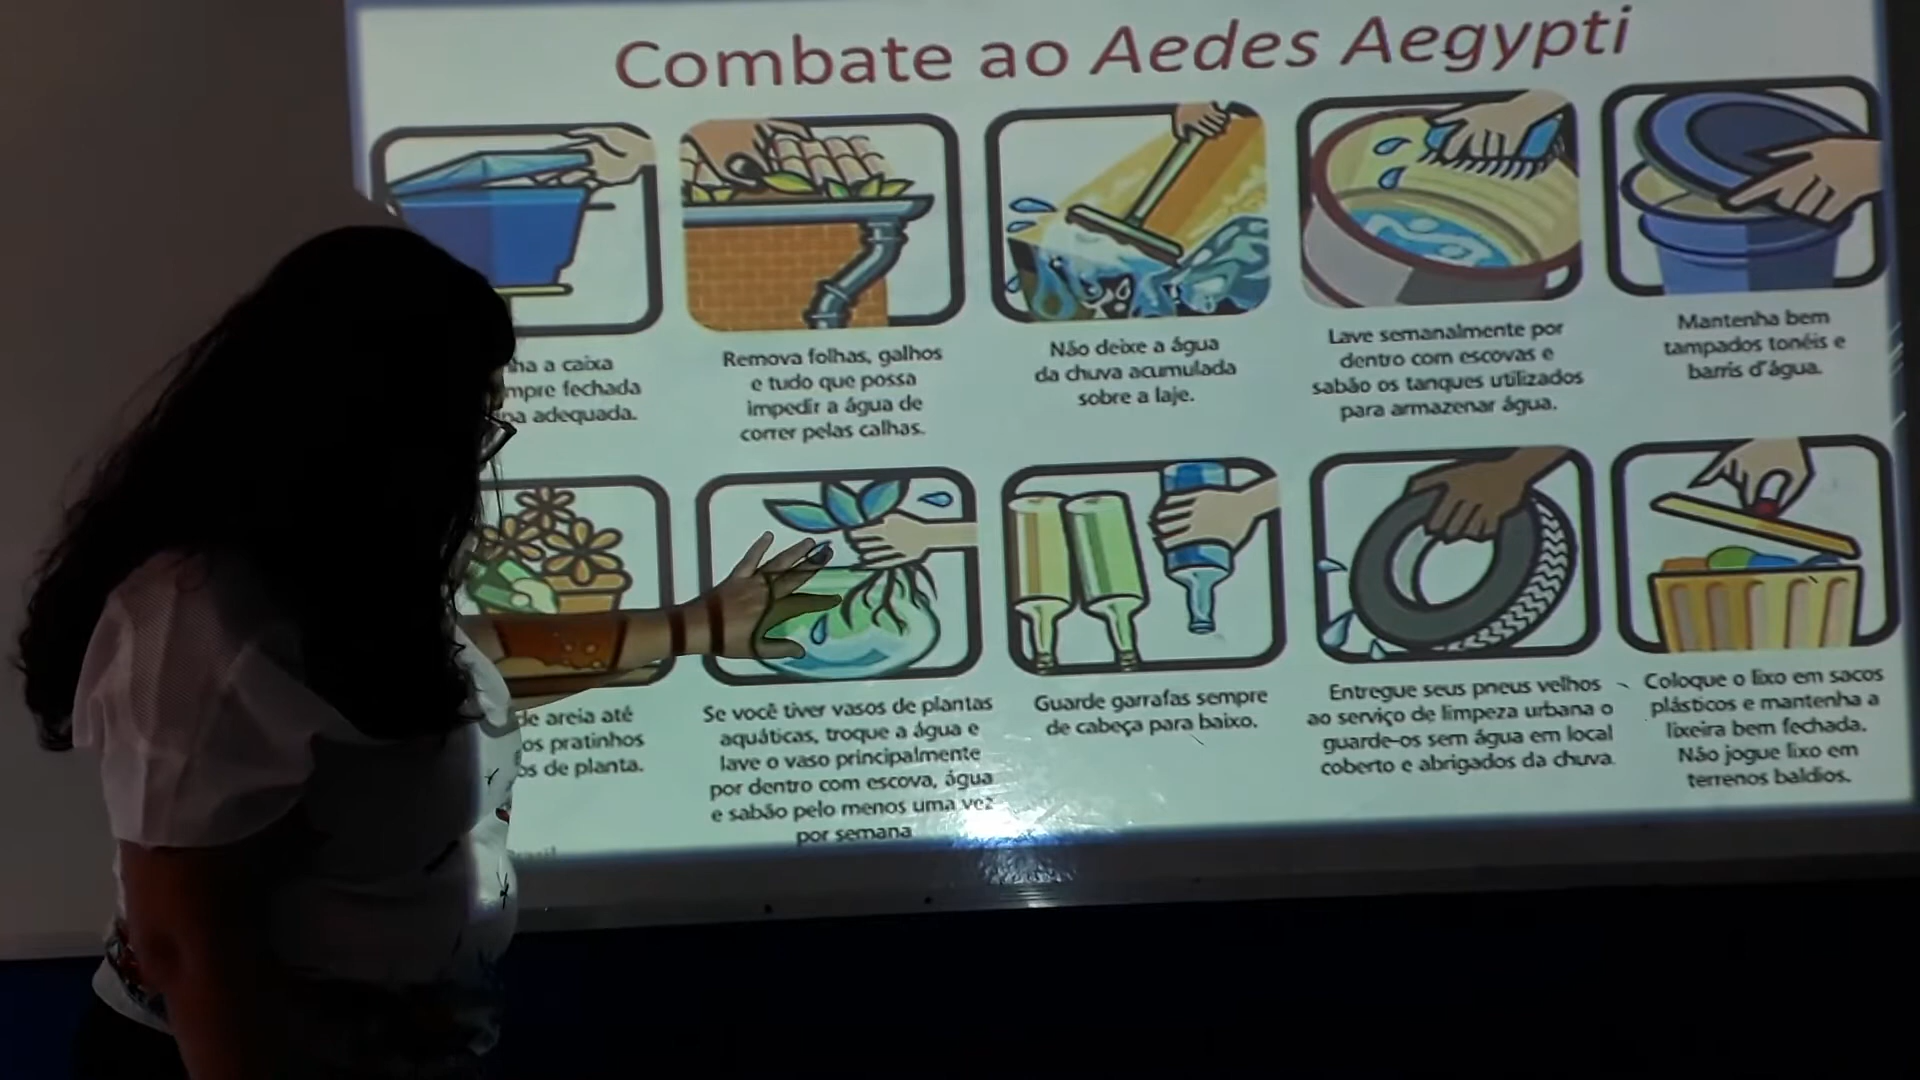 Combate ao Aedes Aegypti
a caixa
fechada
adequada.
Remova folhas, galhos
e tudo que possa
impedir a água de
correr pelas calhas.
Não deixe a água
da chuva acumulada
sobre a laje.
Lave semanalmente por
dentro com escovas e
sabão os tanques utilizados
para armazenar água.
Mantenha bem
tampados tonéis e
barris d'água.
de areia até
os pratinhos
de planta.
Se você tiver vasos de plantas
aquáticas, troque a água e
lave o vaso principalmente
por dentro com escova, água
e sabão pelo menos uma vez
por semana
Guarde garrafas sempre
de cabeça para baixo.
Entregue seus pneus velhos
ao serviço de limpeza urbana o
guarde-os sem água em local
coberto e abrigados da chuva.
Coloque o lixo em sacos
plásticos e mantenha a
lixeira bem fechada.
Não jogue lixo em
terrenos baldios.